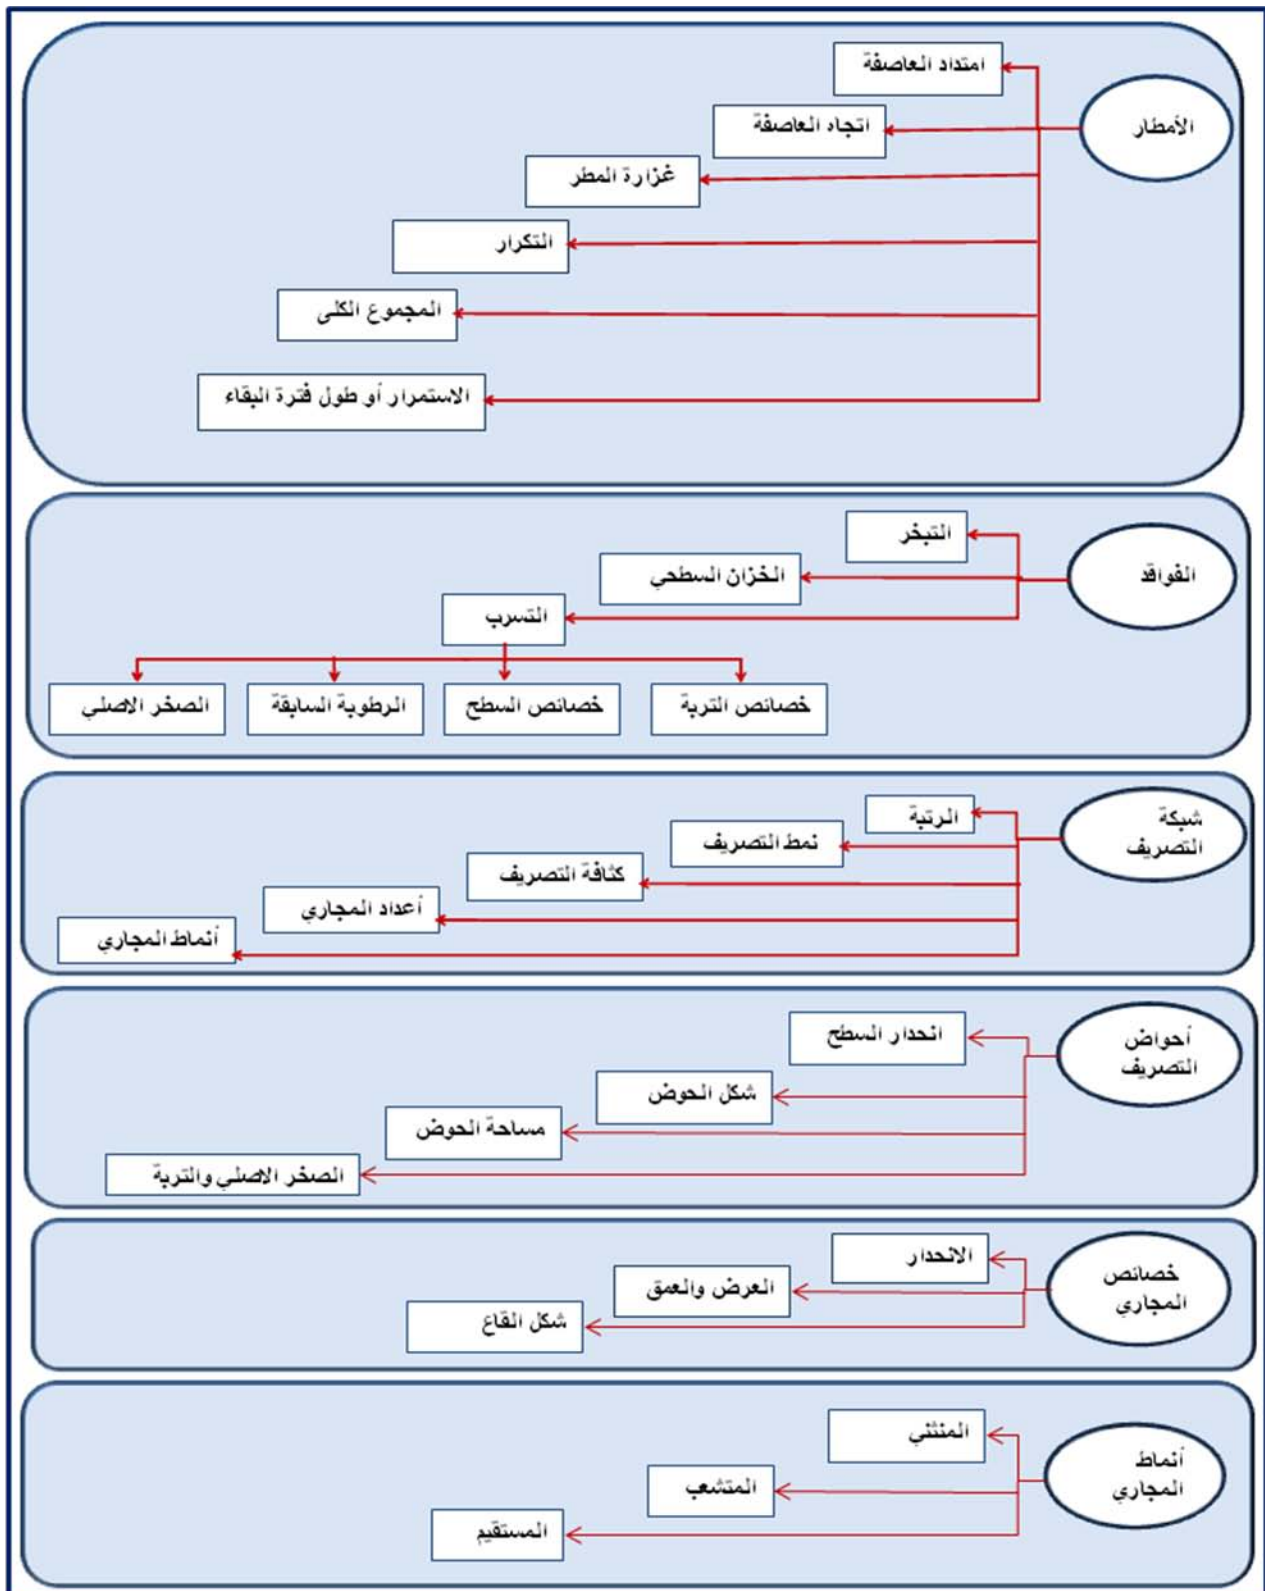 امتداد العاصفة
الأمطار
اتجاه العاصفة
غزارة المطر
التكرار
المجموع الكلى
الاستمرار أو طول فترة البقاء
التبخر
الفواقد
الخزان السطحي
التسرب
خصائص التربة
خصائص السطح
الرطوبة السابقة
الصخر الاصلي
الرتبة
شبكة
التصريف
نمط التصريف
كثافة التصريف
أعداد المجاري
أنماط المجاري
انحدار السطح
أحواض
التصريف
شكل الحوض
مساحة الحوض
الصخر الاصلي والتربة
الانحدار
خصائص
المجاري
العرض والعمق
شكل القاع
المنثني
أنماط
المجاري
المتشعب
المستقيم